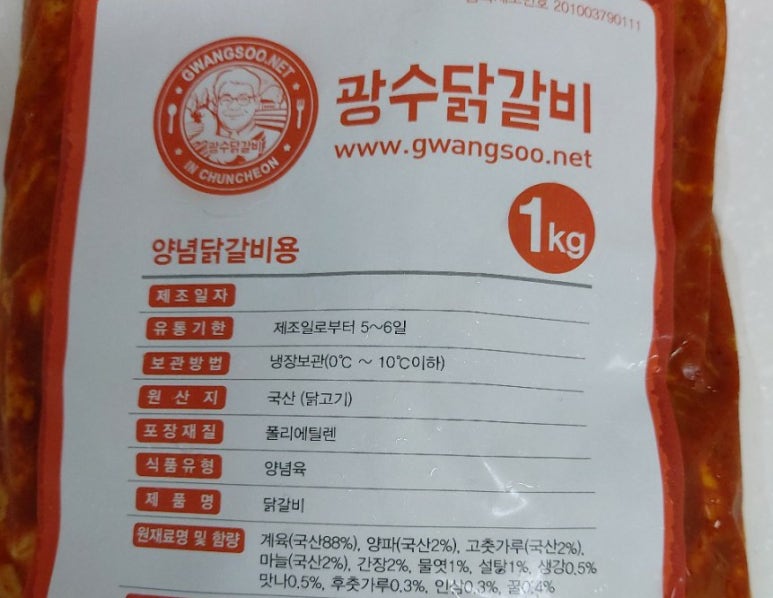 201003790111
GWANGSOO.NET
광수닭갈비
IN CHUNCHEON
광수닭갈비
www.gwangsoo.net
1kg
양념닭갈비용
제조일자
유통기한 제조일로부터 5~6일
보관방법 냉장보관(0℃ ~ 10℃이하)
원산지 국산 (닭고기)
포장재질 폴리에틸렌
식품유형 양념육
제품명 닭갈비
원재료명 및 함량 계육(국산88%), 양파(국산2%), 고춧가루(국산2%),
마늘(국산2%), 간장2%, 물엿1%, 설탕1%, 생강0.5%
맛나0.5%, 후춧가루0.3%, 인삼0.3%, 꿀0.4%